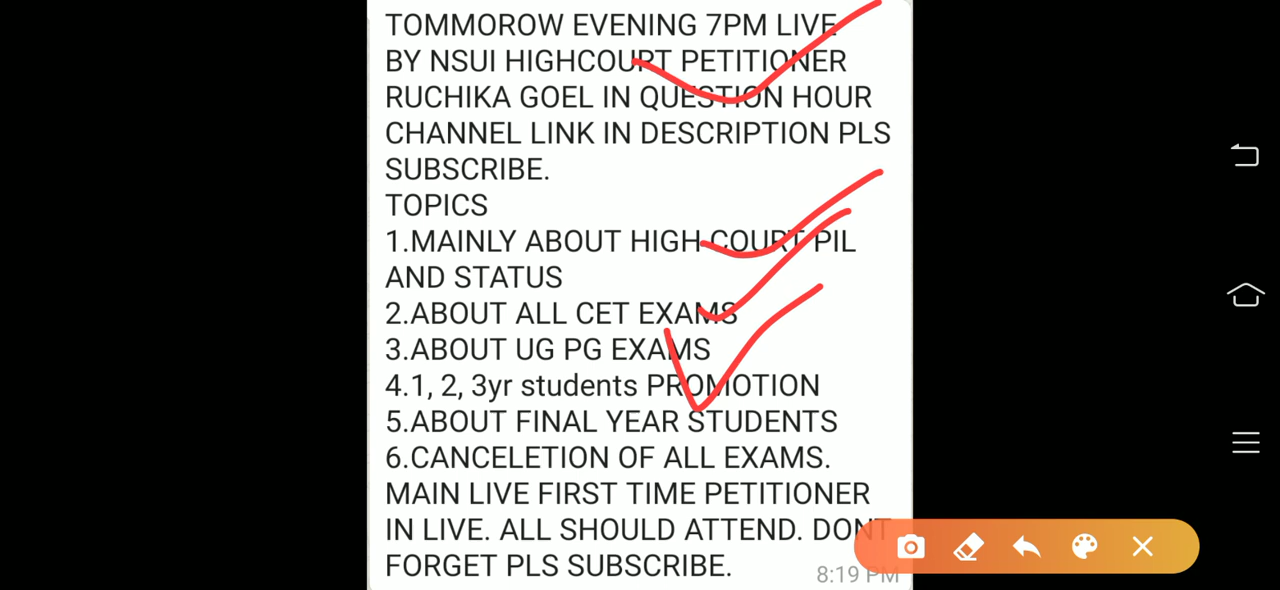 TOMMOROW EVENING 7PM LIVE
BY NSUI HIGHCOURT PETITIONER
RUCHIKA GOEL IN QUESTION HOUR
CHANNEL LINK IN DESCRIPTION PLS
SUBSCRIBE.
TOPICS
1.MAINLY ABOUT HIGH COURT PIL
AND STATUS
2.ABOUT ALL CET EXAMS
3.ABOUT UG PG EXAMS
4.1, 2, 3yr students PROMOTION
5.ABOUT FINAL YEAR STUDENTS
6.CANCELETION OF ALL EXAMS.
MAIN LIVE FIRST TIME PETITIONER
IN LIVE. ALL SHOULD ATTEND. DONT
FORGET PLS SUBSCRIBE.
8:19 PM